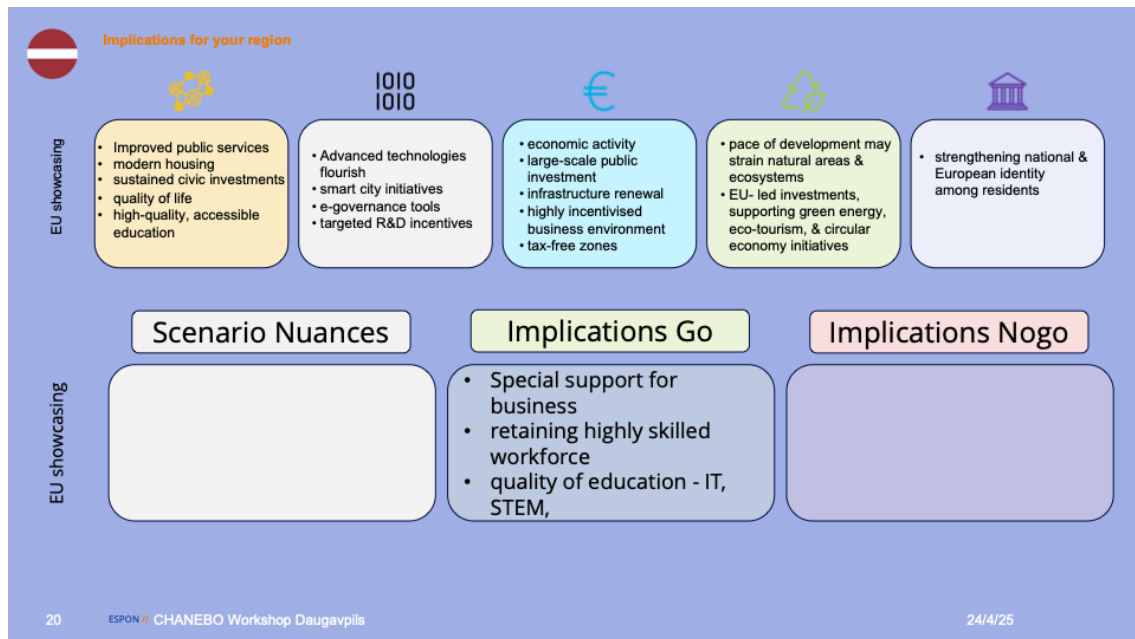 Implications for your region
1010
1010
EU showcasing
• Improved public services
• modern housing
• sustained civic investments
• quality of life
• high-quality, accessible
education
• Advanced technologies
flourish
• smart city initiatives
• e-governance tools
• targeted R&D incentives
• economic activity
• large-scale public
investment
• infrastructure renewal
• highly incentivised
business environment
• tax-free zones
• pace of development may
strain natural areas &
ecosystems
• EU- led investments,
supporting green energy,
eco-tourism, & circular
economy initiatives
• strengthening national &
European identity
among residents
Scenario Nuances
Implications Go
Implications Nogo
EU showcasing
• Special support for
business
• retaining highly skilled
workforce
• quality of education - IT,
STEM,
20
ESPON // CHANEBO Workshop Daugavpils
24/4/25